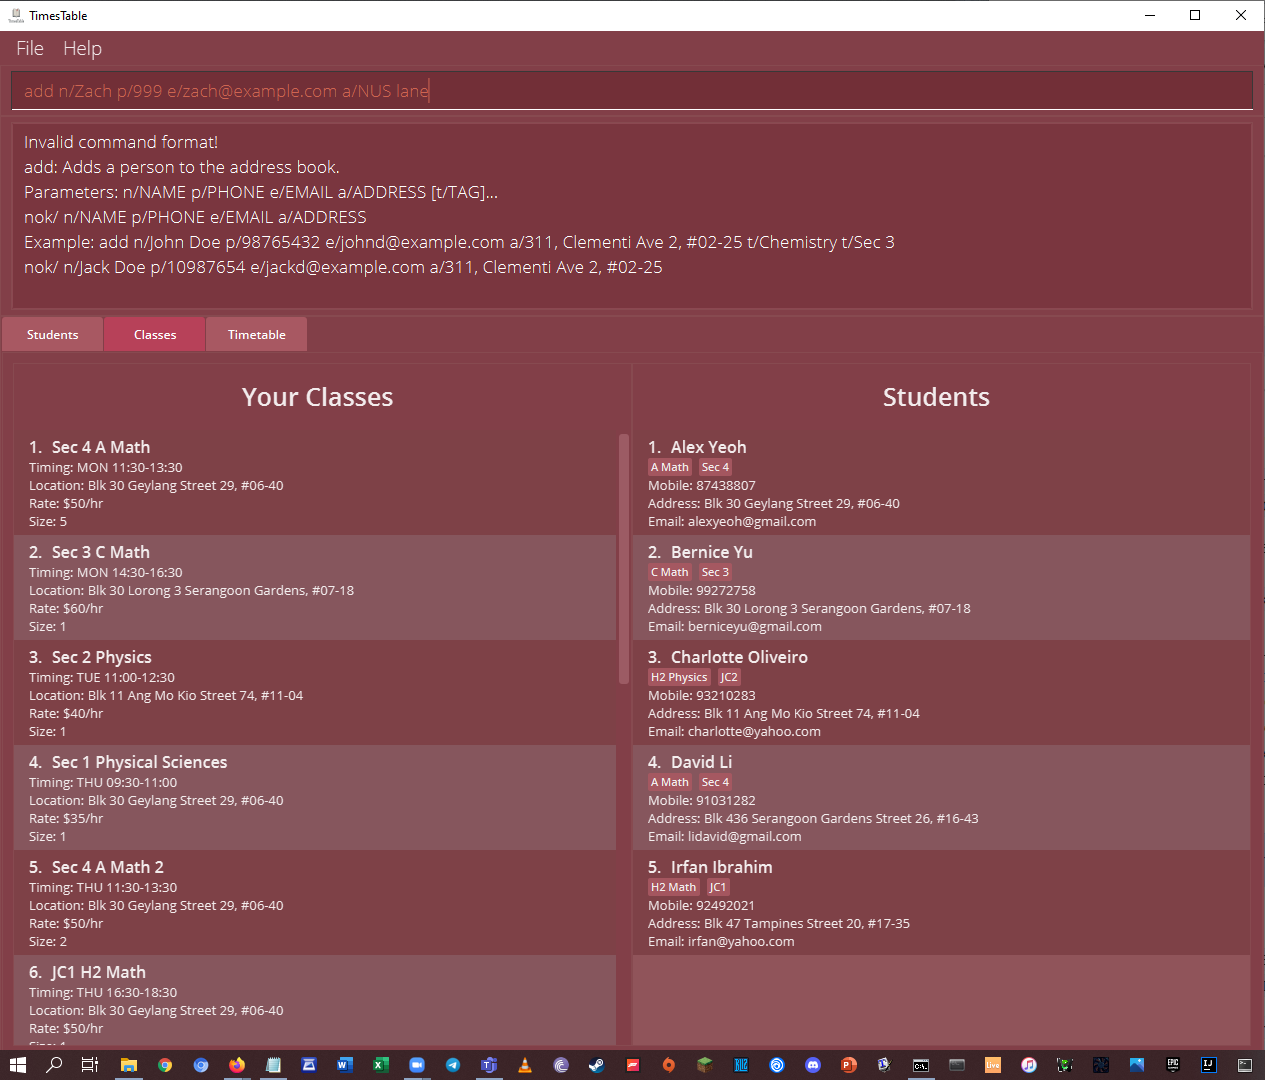 TimesTable
File Help
add n/Zach p/999 e/zach@example.com a/NUS lane
Invalid command format!
add: Adds a person to the address book.
Parameters: n/NAME p/PHONE e/EMAIL a/ADDRESS [t/TAG]...
nok/ n/NAME p/PHONE e/EMAIL a/ADDRESS
Example: add n/John Doe p/98765432 e/johnd@example.com a/311, Clementi Ave 2, #02-25 t/Chemistry t/Sec 3
nok/ n/Jack Doe p/10987654 e/jackd@example.com a/311, Clementi Ave 2, #02-25
Students Classes Timetable
Your Classes
1. Sec 4 A Math
Timing: MON 11:30-13:30
Location: Blk 30 Geylang Street 29, #06-40
Rate: $50/hr
Size: 5
2. Sec 3 C Math
Timing: MON 14:30-16:30
Location: Blk 30 Lorong 3 Serangoon Gardens, #07-18
Rate: $60/hr
Size: 1
3. Sec 2 Physics
Timing: TUE 11:00-12:30
Location: Blk 11 Ang Mo Kio Street 74, #11-04
Rate: $40/hr
Size: 1
4. Sec 1 Physical Sciences
Timing: THU 09:30-11:00
Location: Blk 30 Geylang Street 29, #06-40
Rate: $35/hr
Size: 1
5. Sec 4 A Math 2
Timing: THU 11:30-13:30
Location: Blk 30 Geylang Street 29, #06-40
Rate: $50/hr
Size: 2
6. JC1 H2 Math
Timing: THU 16:30-18:30
Location: Blk 30 Geylang Street 29, #06-40
Rate: $50/hr
Size: 1
Students
1. Alex Yeoh
A Math Sec 4
Mobile: 87438807
Address: Blk 30 Geylang Street 29, #06-40
Email: alexyeoh@gmail.com
2. Bernice Yu
C Math Sec 3
Mobile: 99272758
Address: Blk 30 Lorong 3 Serangoon Gardens, #07-18
Email: berniceyu@gmail.com
3. Charlotte Oliveiro
H2 Physics JC2
Mobile: 93210283
Address: Blk 11 Ang Mo Kio Street 74, #11-04
Email: charlotte@yahoo.com
4. David Li
A Math Sec 4
Mobile: 91031282
Address: Blk 436 Serangoon Gardens Street 26, #16-43
Email: lidavid@gmail.com
5. Irfan Ibrahim
H2 Math JC1
Mobile: 92492021
Address: Blk 47 Tampines Street 20, #17-35
Email: irfan@yahoo.com